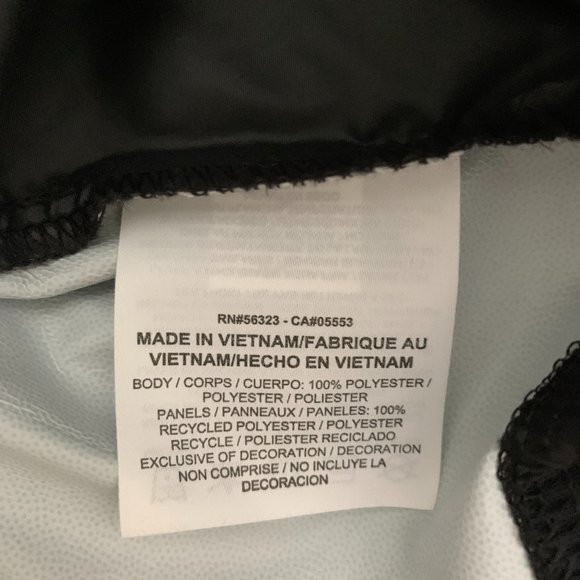 RN#56323 - CA#05553
MADE IN VIETNAM/FABRIQUE AU
VIETNAM/HECHO EN VIETNAM
BODY / CORPS / CUERPO: 100% POLYESTER /
POLYESTER / POLIESTER
PANELS / PANNEAUX / PANELES: 100%
RECYCLED POLYESTER / POLYESTER
RECYCLE / POLIESTER RECICLADO
EXCLUSIVE OF DECORATION / DECORATION
NON COMPRISE / NO INCLUYE LA
DECORACION